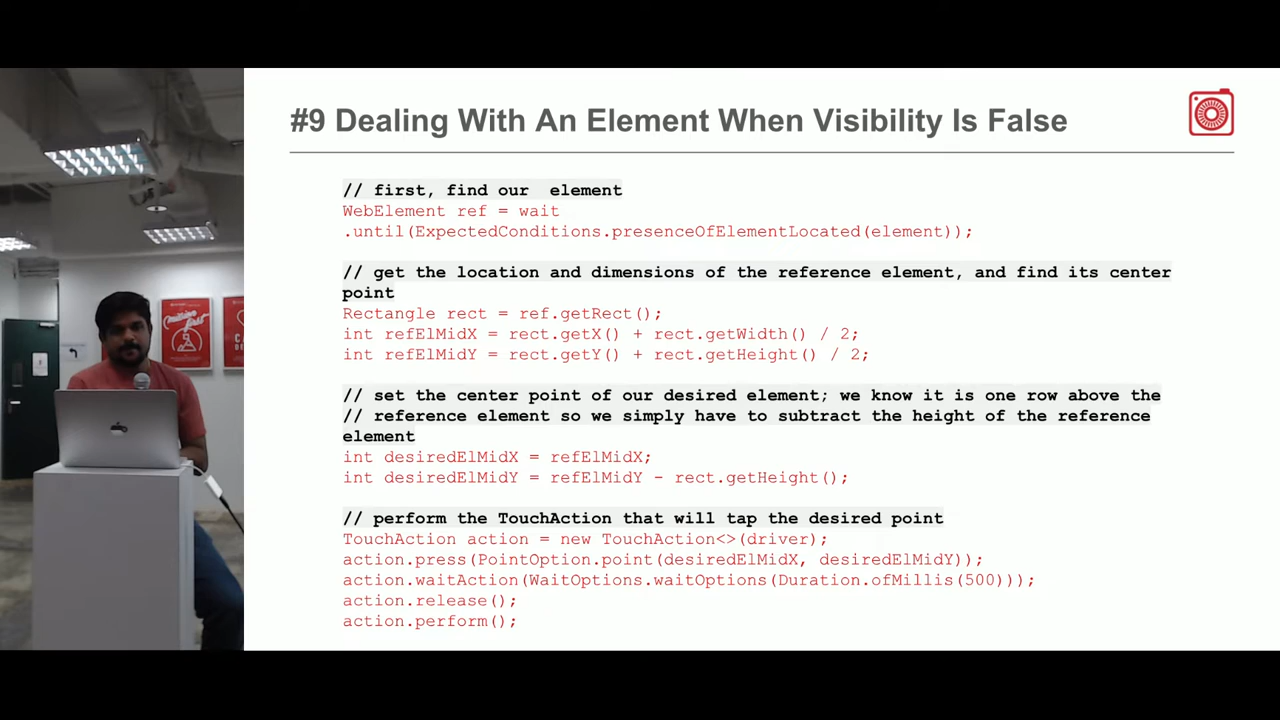 #9 Dealing With An Element When Visibility Is False
// first, find our  element
WebElement ref = wait
.until(ExpectedConditions.presenceOfElementLocated(element));
// get the location and dimensions of the reference element, and find its center
point
Rectangle rect = ref.getRect();
int refElMidX = rect.getX() + rect.getWidth() / 2;
int refElMidY = rect.getY() + rect.getHeight() / 2;
// set the center point of our desired element; we know it is one row above the
// reference element so we simply have to subtract the height of the reference
element
int desiredElMidX = refElMidX;
int desiredElMidY = refElMidY - rect.getHeight();
// perform the TouchAction that will tap the desired point
TouchAction action = new TouchAction<>(driver);
action.press(PointOption.point(desiredElMidX, desiredElMidY));
action.waitAction(WaitOptions.waitOptions(Duration.ofMillis(500)));
action.release();
action.perform();